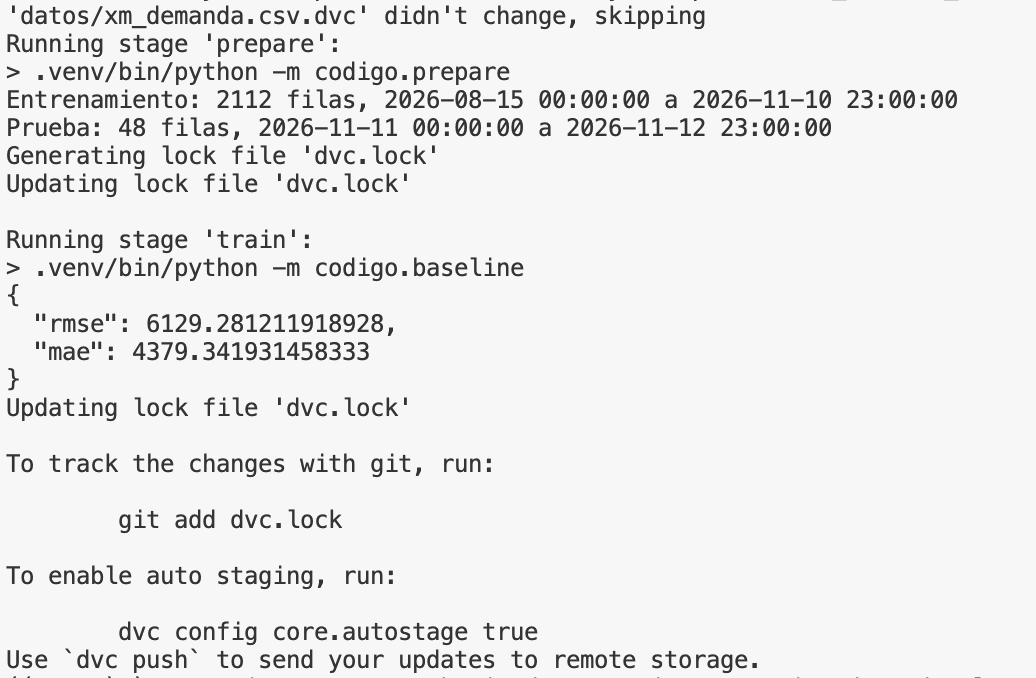 'datos/xm_demanda.csv.dvc' didn't change, skipping
Running stage 'prepare':
> .venv/bin/python -m codigo.prepare
Entrenamiento: 2112 filas, 2026-08-15 00:00:00 a 2026-11-10 23:00:00
Prueba: 48 filas, 2026-11-11 00:00:00 a 2026-11-12 23:00:00
Generating lock file 'dvc.lock'
Updating lock file 'dvc.lock'
Running stage 'train':
> .venv/bin/python -m codigo.baseline
{
  "rmse": 6129.281211918928,
  "mae": 4379.341931458333
}
Updating lock file 'dvc.lock'
To track the changes with git, run:
        git add dvc.lock
To enable auto staging, run:
        dvc config core.autostage true
Use `dvc push` to send your updates to remote storage.